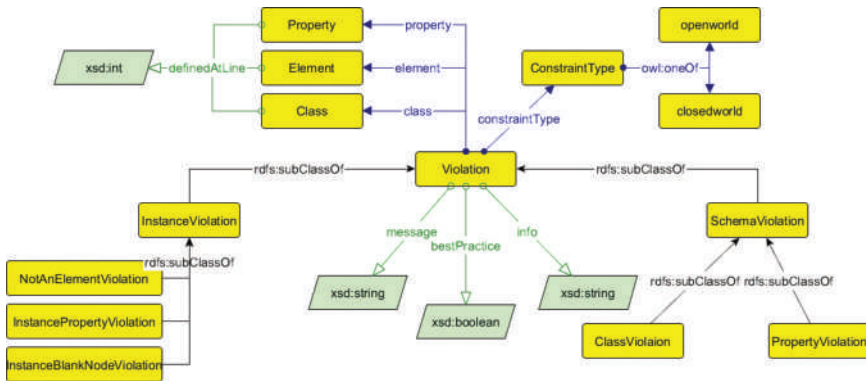 Property
property
openworld
xsd:int
definedAtLine
Element
element
ConstraintType
owl:oneOf
Class
class
closedworld
constraintType
rdfs:subClassOf
Violation
rdfs:subClassOf
InstanceViolation
SchemaViolation
message
info
bestPractice
rdfs:subClassOf
NotAnElementViolation
rdfs:subClassOf
rdfs:subClassOf
xsd:string
xsd:string
InstancePropertyViolation
xsd:boolean
ClassViolaion
PropertyViolation
InstanceBlankNodeViolation